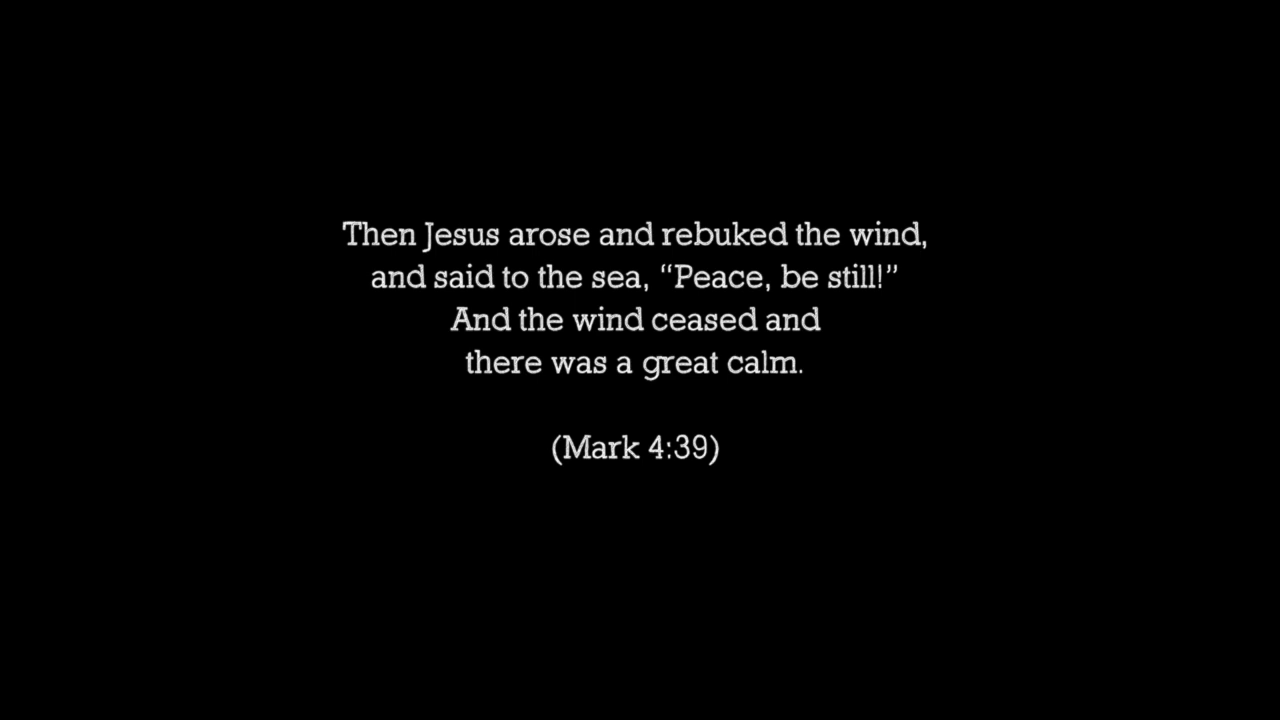 Then Jesus arose and rebuked the wind,
and said to the sea, “Peace, be still!”
And the wind ceased and
there was a great calm.
(Mark 4:39)